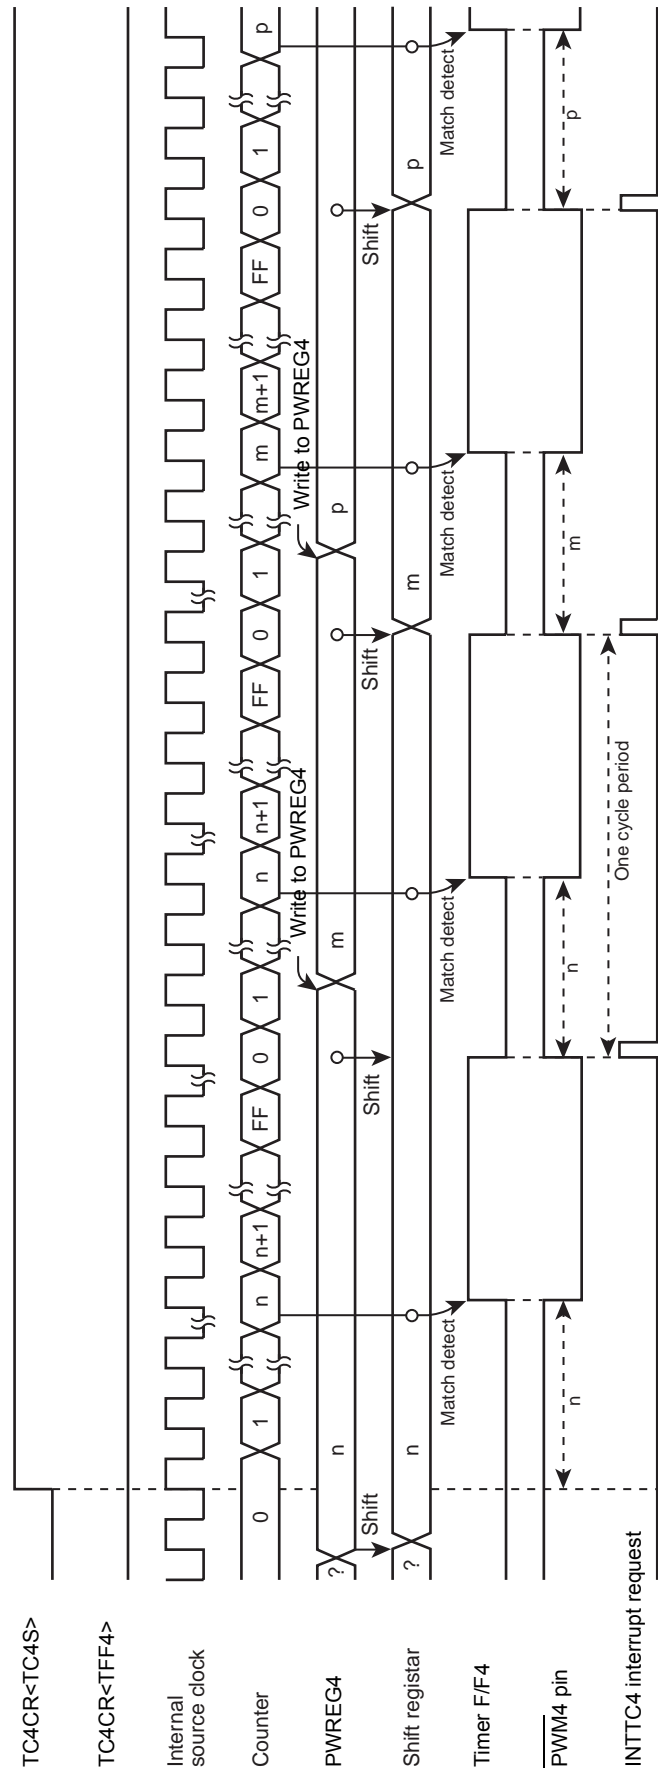 TC4CR<TC4S>
TC4CR<TFF4>
Internal
source clock
Counter
0 1 n n+1 FF 0 1 n n+1 FF 0 1 m m+1 FF 0 1 p
Write to PWREG4
Write to PWREG4
PWREG4
? n m p
Shift
Shift
Shift
Shift
Shift registar
? n m p
Match detect
Match detect
Match detect
Match detect
Timer F/F4
PWM4 pin
n n m p
One cycle period
INTTC4 interrupt request